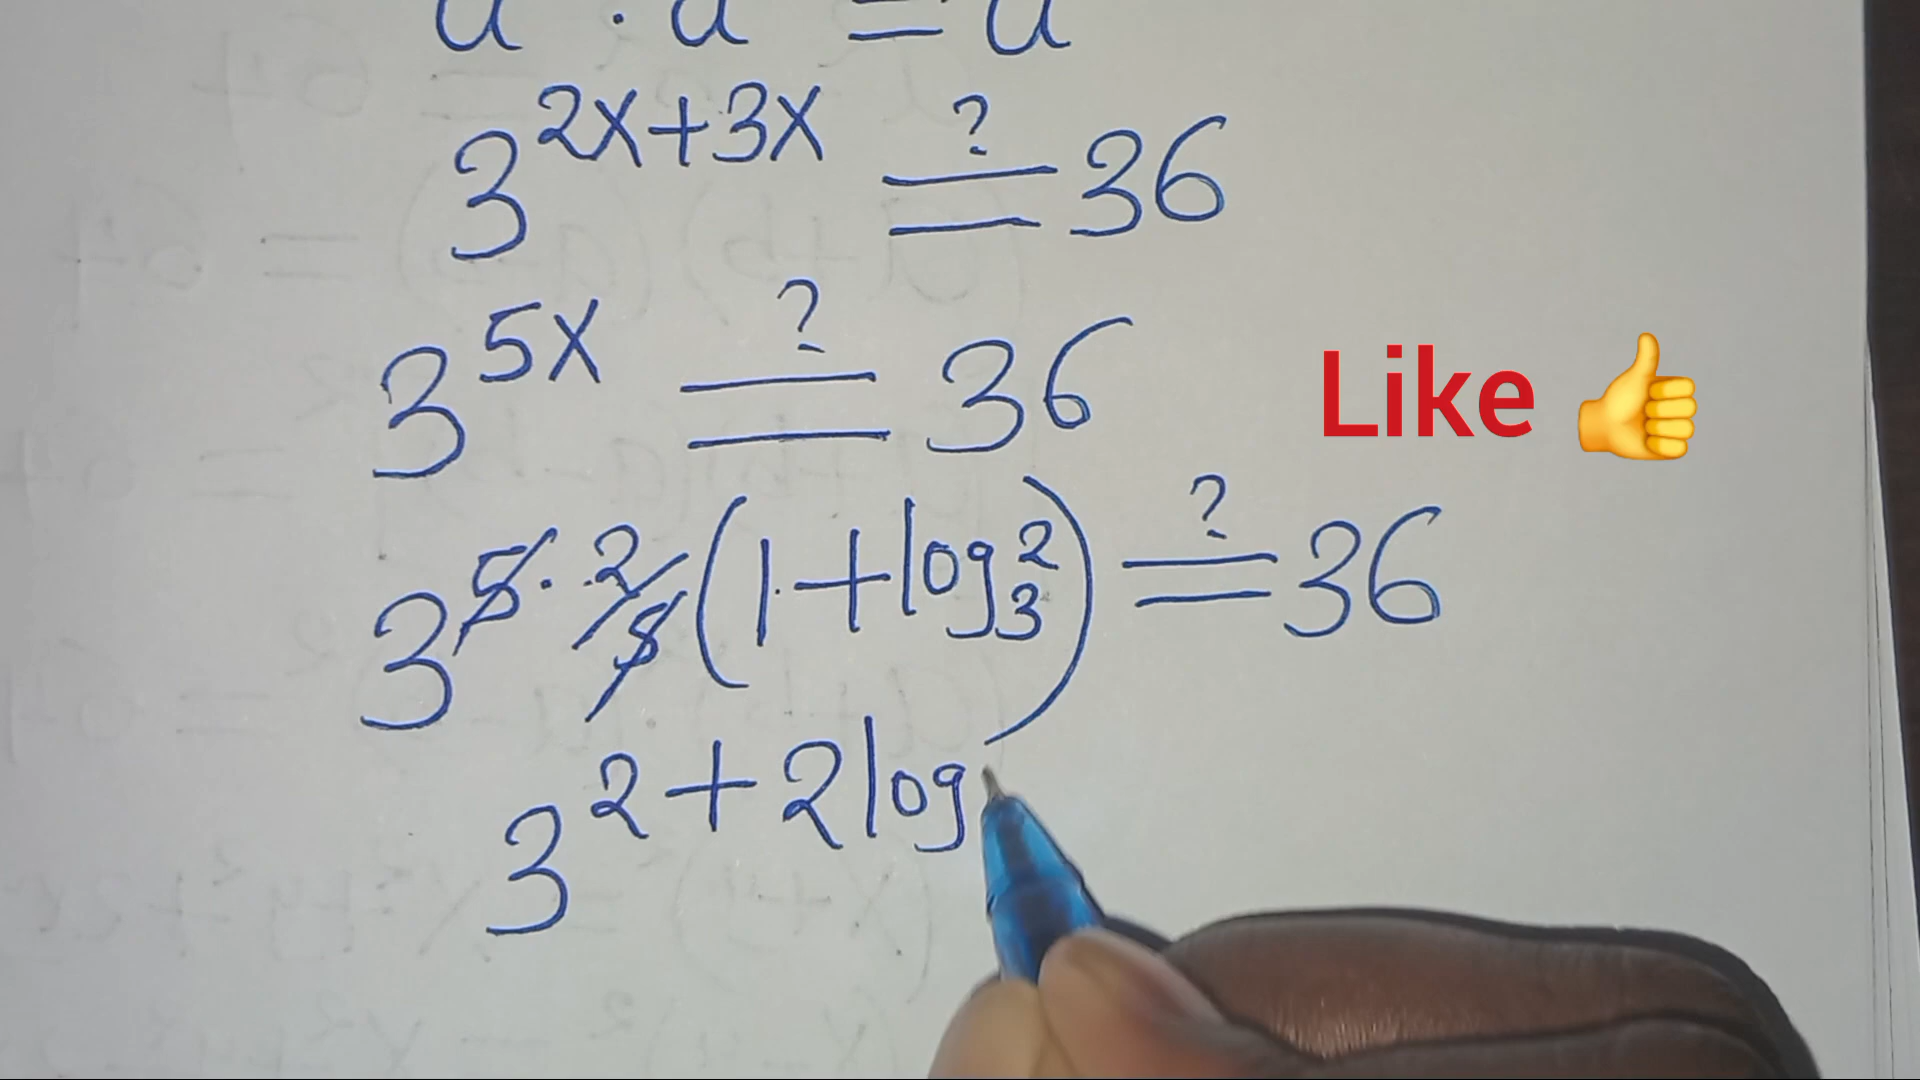 a · a = a
3^{2x+3x} ?= 36
3^{5x} ?= 36
Like 👍
3^{5·2/5(1+log_3^2)} ?= 36
3^{2+2log